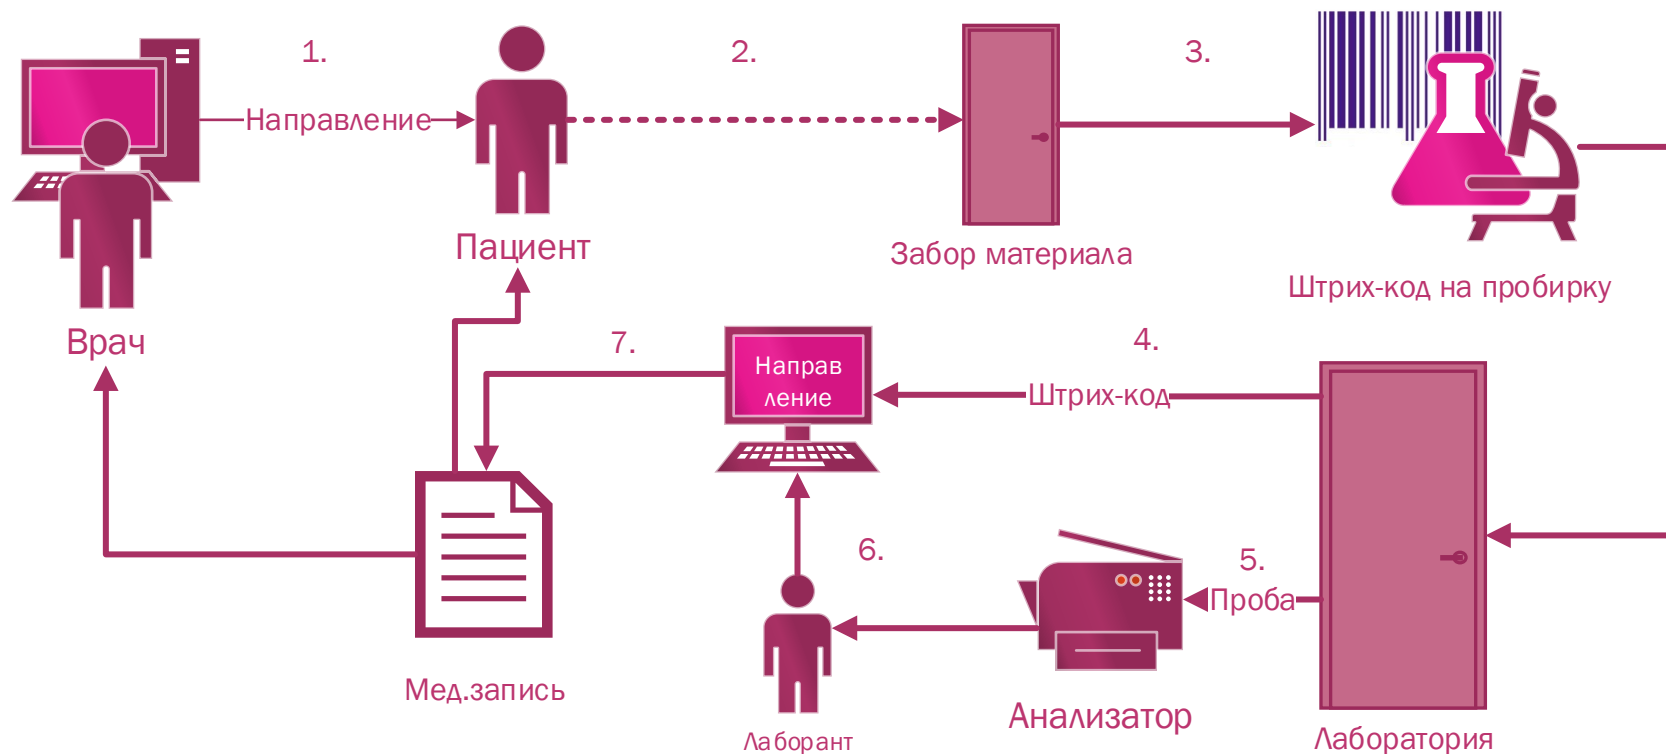 1.
2.
3.
Направление
Пациент
Забор материала
Штрих-код на пробирку
Врач
7.
4.
Направ
ление
Штрих-код
6.
5.
Проба
Мед.запись
Анализатор
Лаборант
Лаборатория